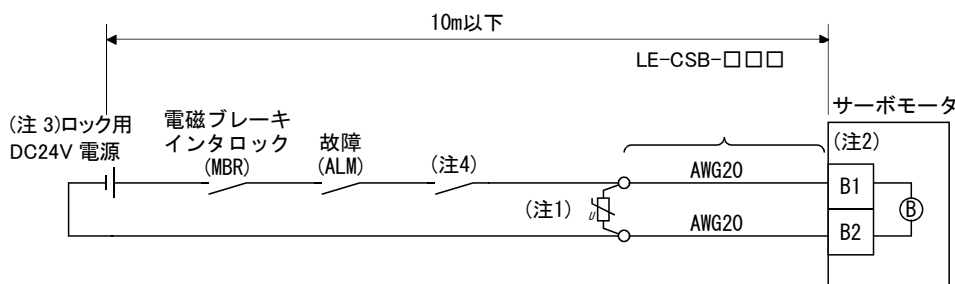 10m以下
LE-CSB-□□□
サーボモータ
(注 3)ロック用
DC24V 電源
電磁ブレーキ
インタロック
(MBR)
故障
(ALM)
(注4)
(注1)
U
AWG20
AWG20
(注2)
B1
B2
B